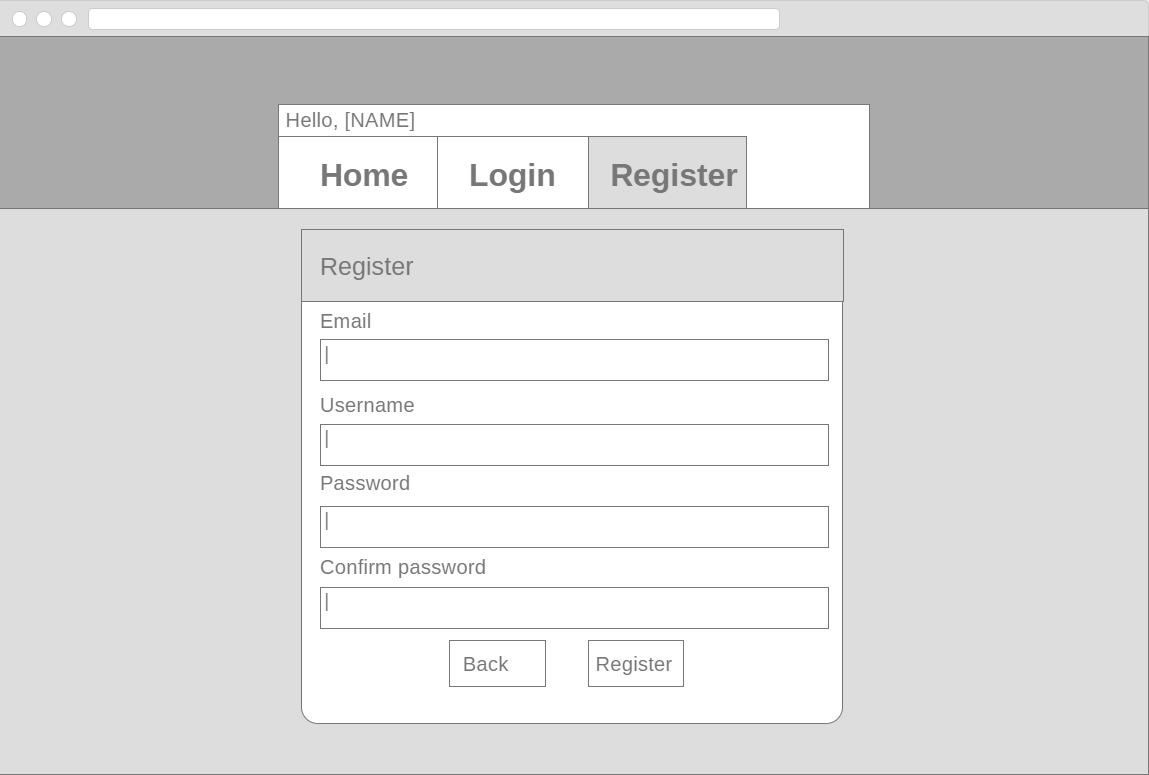 Hello, [NAME]
Home Login Register
Register
Email
|
Username
|
Password
|
Confirm password
|
Back Register